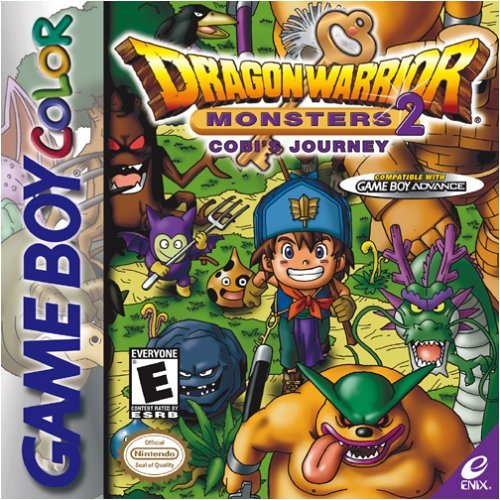 GAME BOY COLOR
DRAGON WARRIOR
MONSTERS 2
COBI'S JOURNEY
COMPATIBLE WITH
GAME BOY ADVANCE
EVERYONE
E
CONTENT RATED BY
ESRB
Official
Nintendo
Seal of Quality
e
ENIX